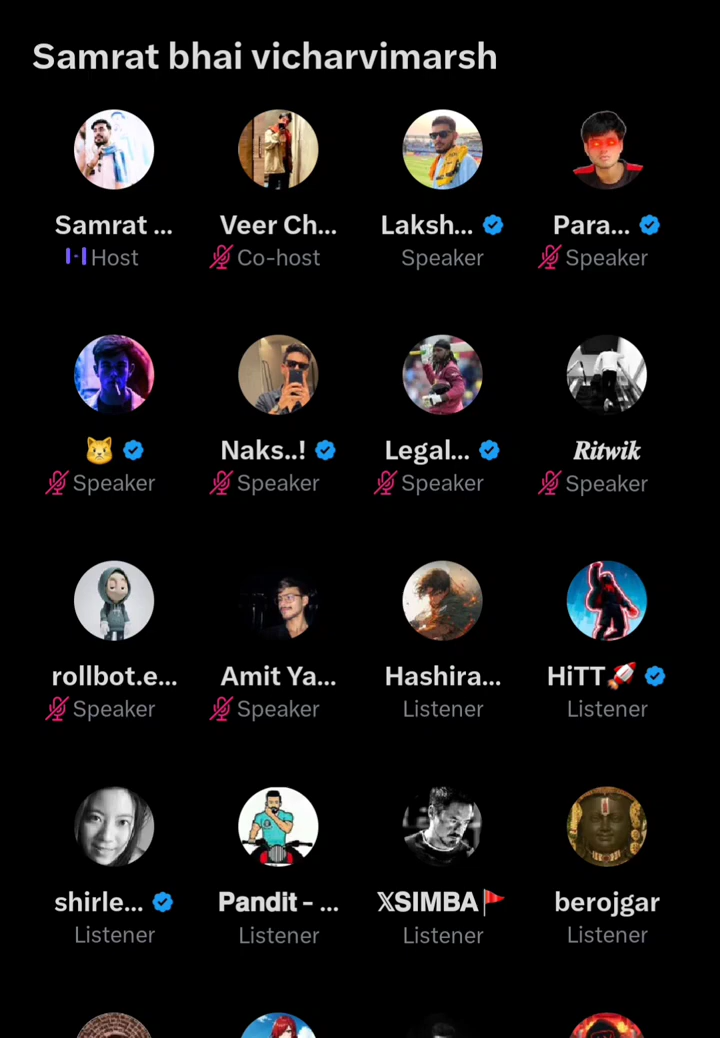 Samrat bhai vicharvimarsh
Samrat ... Veer Ch... Laksh... Para...
Host Co-host Speaker Speaker
😼 Naks..! Legal... 𝑹𝒊𝒕𝒘𝒊𝒌
Speaker Speaker Speaker Speaker
rollbot.e... Amit Ya... Hashira... HiTT🚀
Speaker Speaker Listener Listener
shirle... Pandit - ... 𝕏SIMBA🚩 berojgar
Listener Listener Listener Listener